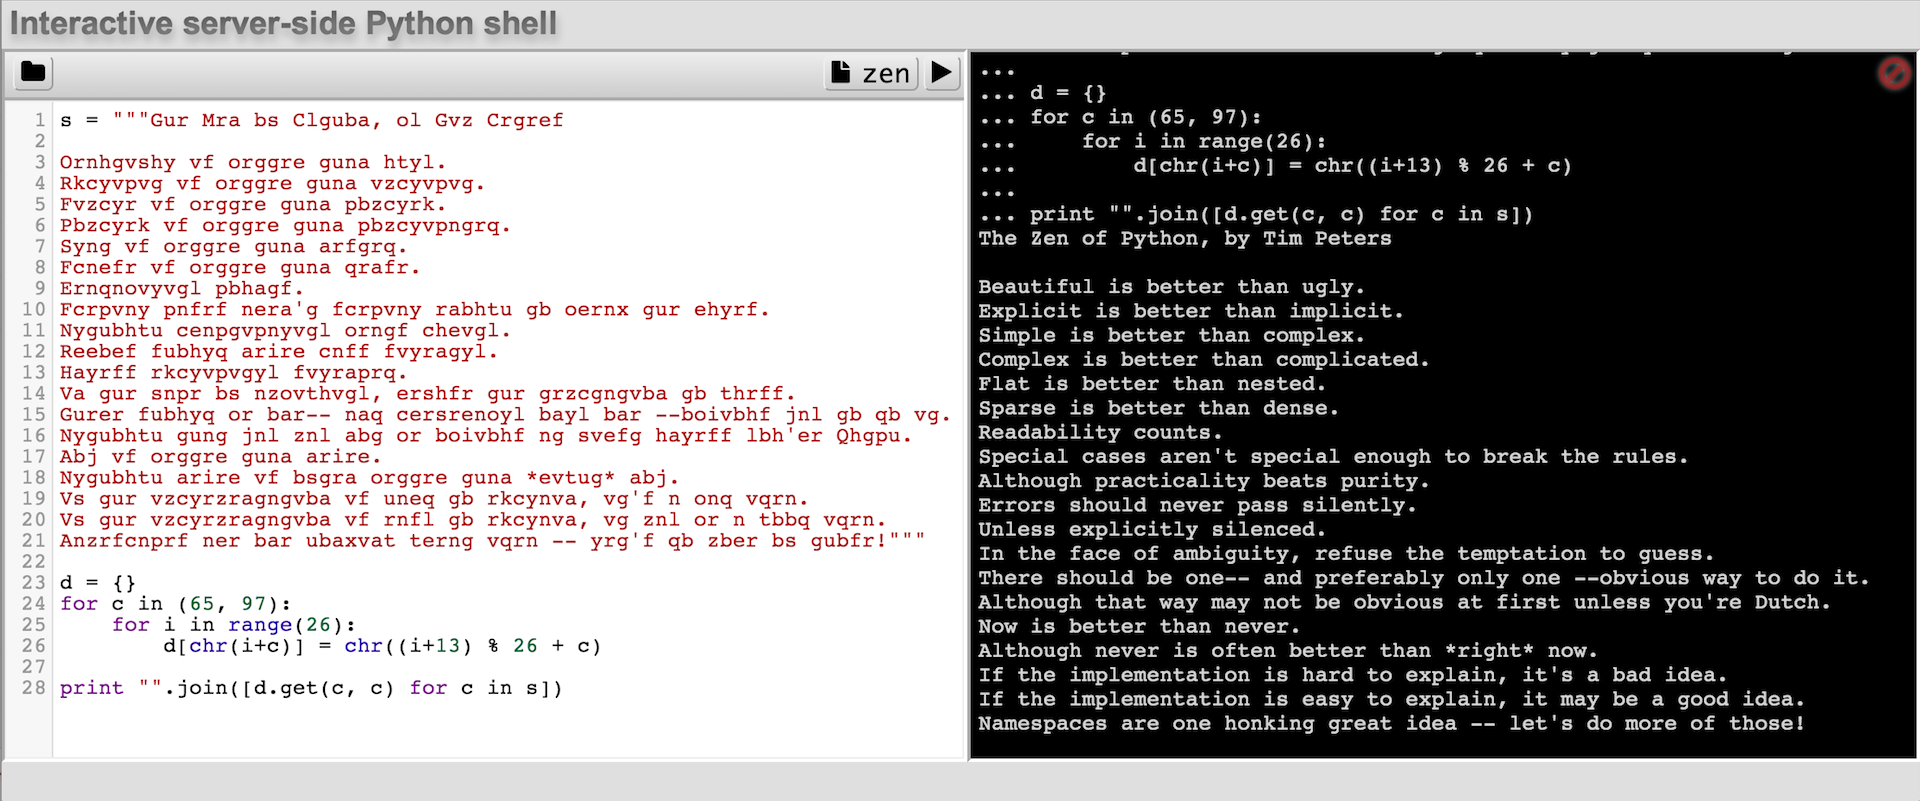 Interactive server-side Python shell
zen
1 s = """Gur Mra bs Clguba, ol Gvz Crgref
2
3 Ornhgvshy vf orggre guna htyl.
4 Rkcyvpvg vf orggre guna vzcyvpvg.
5 Fvzcyr vf orggre guna pbzcyrk.
6 Pbzcyrk vf orggre guna pbzcyvpngrq.
7 Syng vf orggre guna arfgrq.
8 Fcnefr vf orggre guna qrafr.
9 Ernqnovyvgl pbhagf.
10 Fcrpvny pnfrf nera'g fcrpvny rabhtu gb oernx gur ehyrf.
11 Nygubhtu cenpgvpnyvgl orngf chevgl.
12 Reebef fubhyq arire cnff fvyragyl.
13 Hayrff rkcyvpvgyl fvyraprq.
14 Va gur snpr bs nzovthvgl, ershfr gur grzcgngvba gb thrff.
15 Gurer fubhyq or bar-- naq cersrenoyl bayl bar --boivbhf jnl gb qb vg.
16 Nygubhtu gung jnl znl abg or boivbhf ng svefg hayrff lbh'er Qhgpu.
17 Abj vf orggre guna arire.
18 Nygubhtu arire vf bsgra orggre guna *evtug* abj.
19 Vs gur vzcyrzragngvba vf uneq gb rkcynva, vg'f n onq vqrn.
20 Vs gur vzcyrzragngvba vf rnfl gb rkcynva, vg znl or n tbbq vqrn.
21 Anzrfcnprf ner bar ubaxvat terng vqrn -- yrg'f qb zber bs gubfr!"""
22
23 d = {}
24 for c in (65, 97):
25     for i in range(26):
26         d[chr(i+c)] = chr((i+13) % 26 + c)
27
28 print "".join([d.get(c, c) for c in s])
...
... d = {}
... for c in (65, 97):
...     for i in range(26):
...         d[chr(i+c)] = chr((i+13) % 26 + c)
...
... print "".join([d.get(c, c) for c in s])
The Zen of Python, by Tim Peters

Beautiful is better than ugly.
Explicit is better than implicit.
Simple is better than complex.
Complex is better than complicated.
Flat is better than nested.
Sparse is better than dense.
Readability counts.
Special cases aren't special enough to break the rules.
Although practicality beats purity.
Errors should never pass silently.
Unless explicitly silenced.
In the face of ambiguity, refuse the temptation to guess.
There should be one-- and preferably only one --obvious way to do it.
Although that way may not be obvious at first unless you're Dutch.
Now is better than never.
Although never is often better than *right* now.
If the implementation is hard to explain, it's a bad idea.
If the implementation is easy to explain, it may be a good idea.
Namespaces are one honking great idea -- let's do more of those!